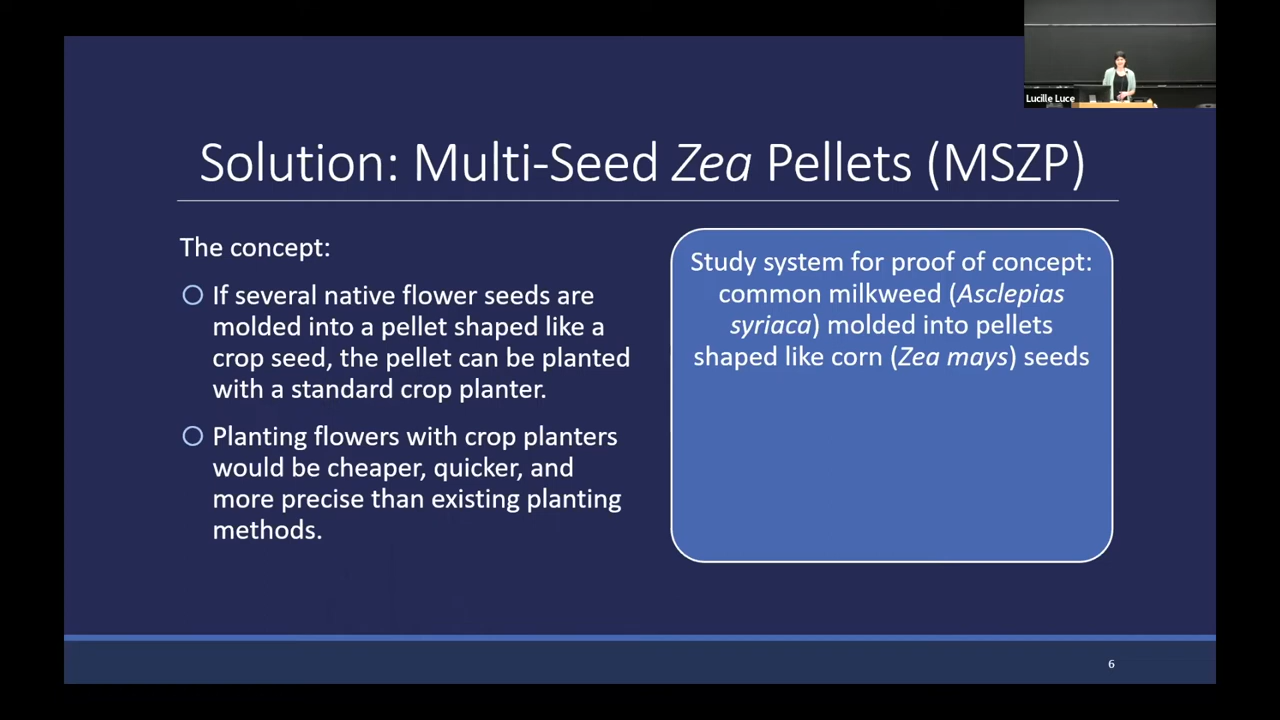 Lucille Luce
Solution: Multi-Seed Zea Pellets (MSZP)
The concept:
If several native flower seeds are
molded into a pellet shaped like a
crop seed, the pellet can be planted
with a standard crop planter.
Planting flowers with crop planters
would be cheaper, quicker, and
more precise than existing planting
methods.
Study system for proof of concept:
common milkweed (Asclepias
syriaca) molded into pellets
shaped like corn (Zea mays) seeds
6